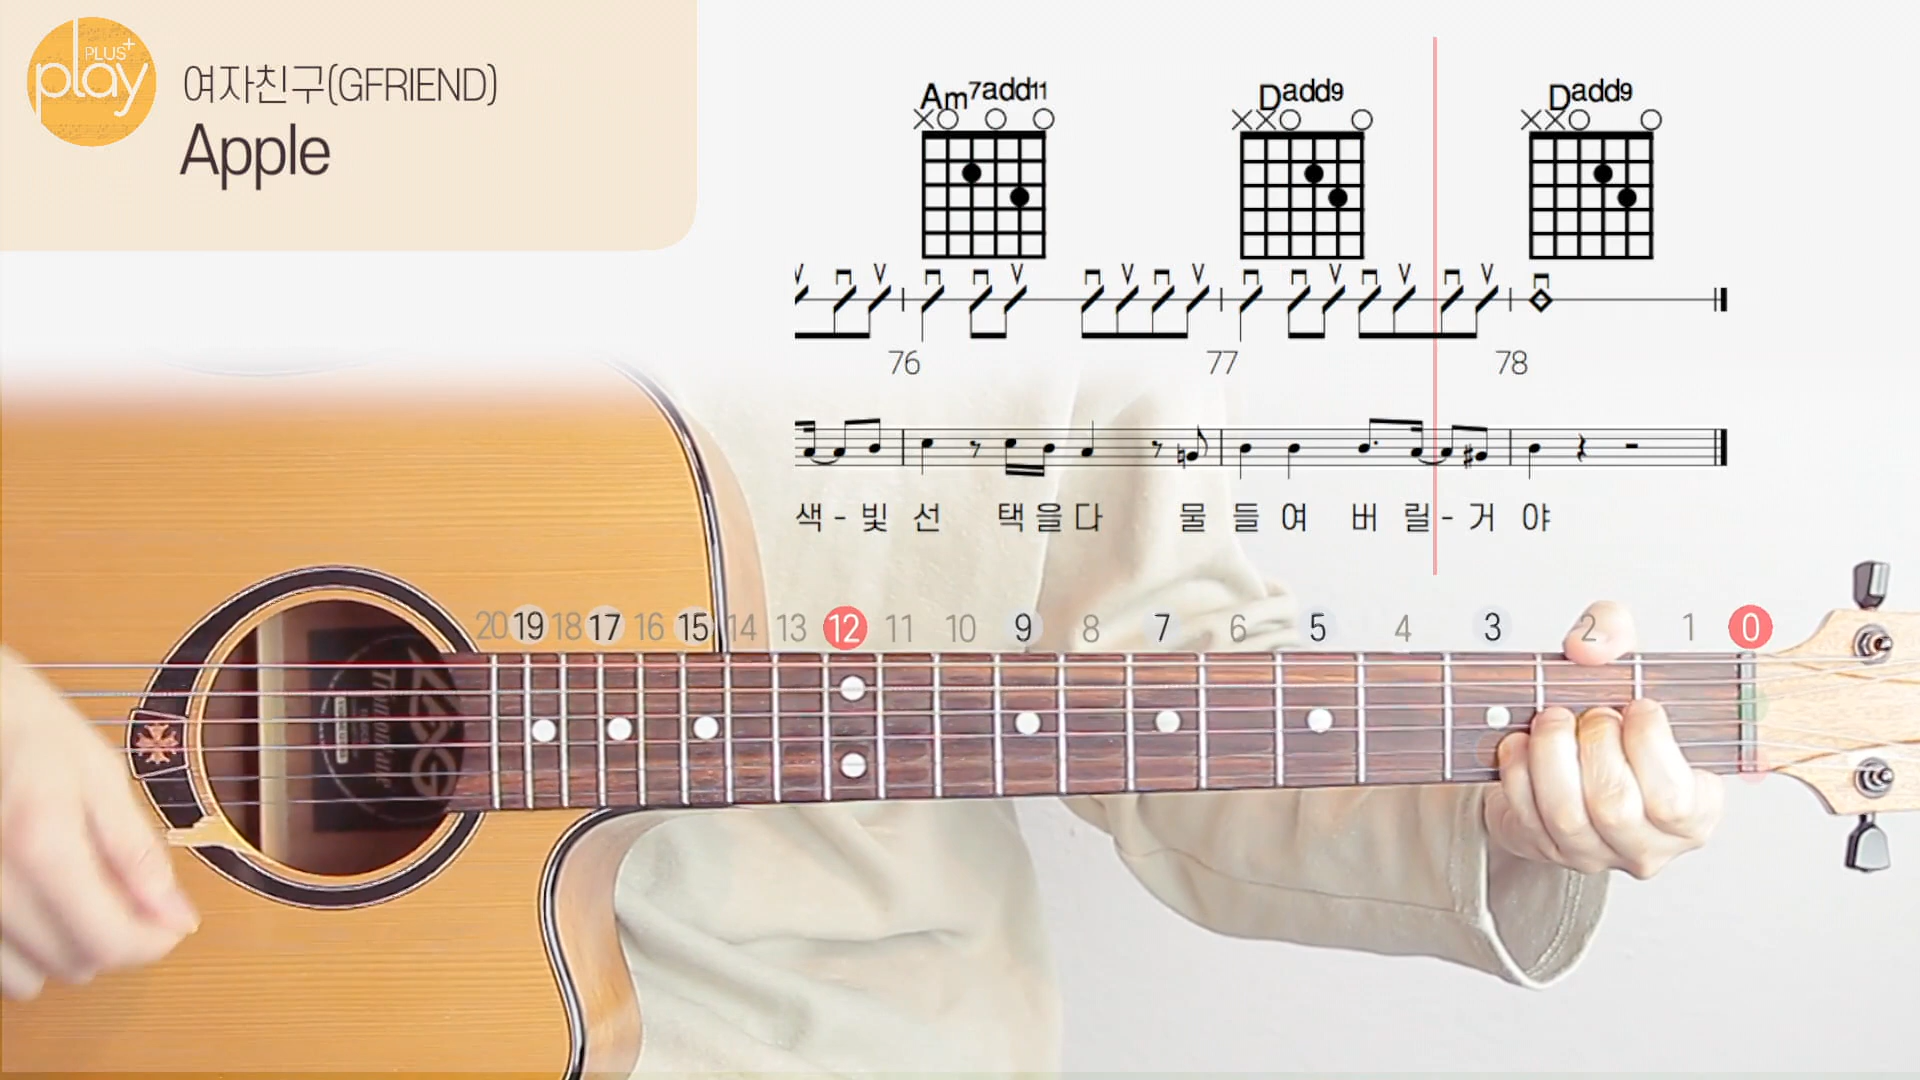 PLUS+
play
여자친구(GFRIEND)
Apple
Am7add11 Dadd9 Dadd9
76 77 78
색 - 빛 선 택 을 다 물 들 여 버 릴 - 거 야
20 19 18 17 16 15 14 13 12 11 10 9 8 7 6 5 4 3 2 1 0
LAG
Tramontane